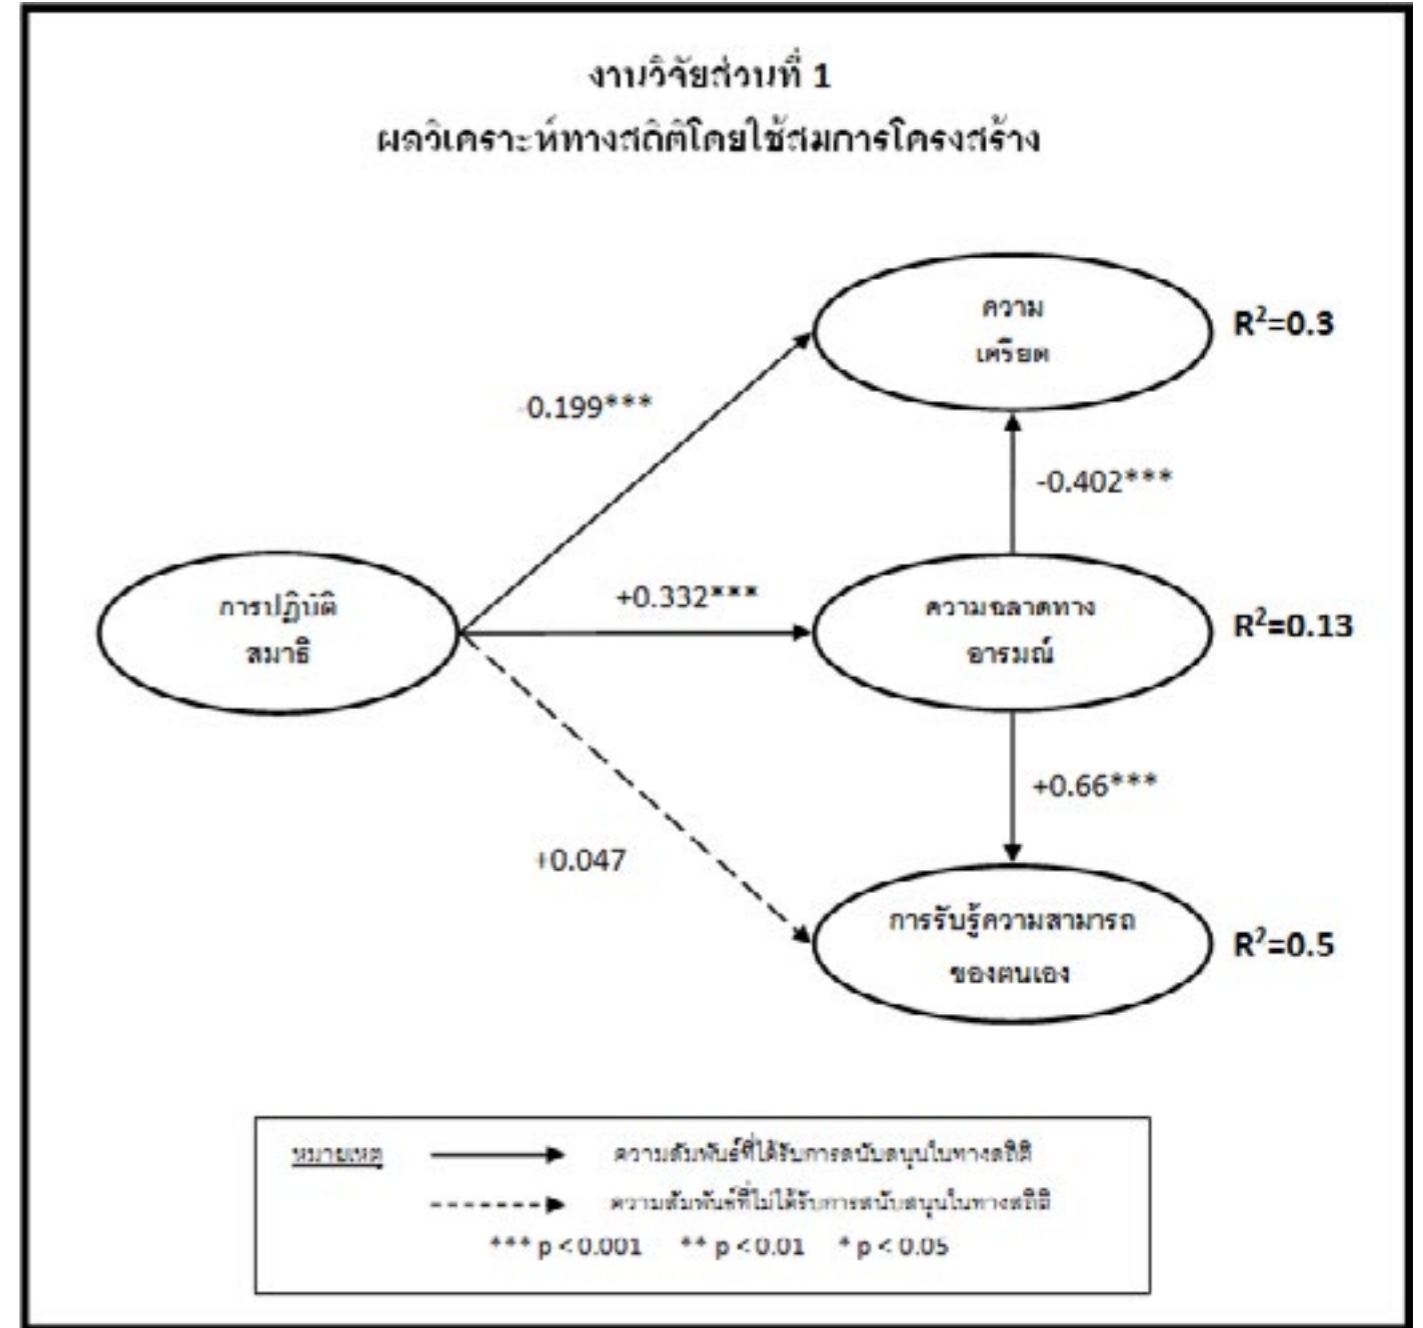 งานวิจัยส่วนที่ 1
ผลวิเคราะห์ทางสถิติโดยใช้สมการโครงสร้าง
ความ
เครียด
R²=0.3
-0.199***
-0.402***
การปฏิบัติ
สมาธิ
+0.332***
ความฉลาดทาง
อารมณ์
R²=0.13
+0.66***
+0.047
การรับรู้ความสามารถ
ของตนเอง
R²=0.5
หมายเหตุ ความสัมพันธ์ที่ได้รับการสนับสนุนในทางสถิติ
ความสัมพันธ์ที่ไม่ได้รับการสนับสนุนในทางสถิติ
*** p < 0.001 ** p < 0.01 * p < 0.05